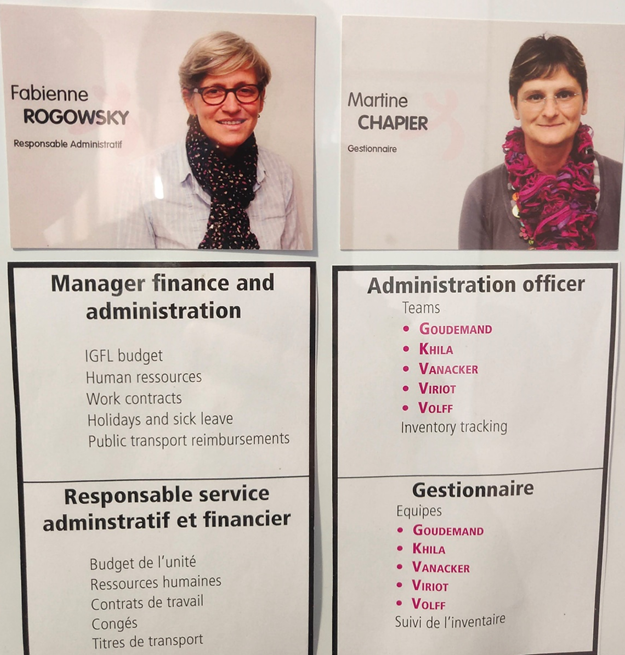 Fabienne
ROGOWSKY
Responsable Administratif
Manager finance and
administration
IGFL budget
Human ressources
Work contracts
Holidays and sick leave
Public transport reimbursements
Responsable service
adminstratif et financier
Budget de l'unité
Ressources humaines
Contrats de travail
Congés
Titres de transport
Martine
CHAPIER
Gestionnaire
Administration officer
Teams
• GOUDEMAND
• KHILA
• VANACKER
• VIRIOT
• VOLFF
Inventory tracking
Gestionnaire
Equipes
• GOUDEMAND
• KHILA
• VANACKER
• VIRIOT
• VOLFF
Suivi de l'inventaire